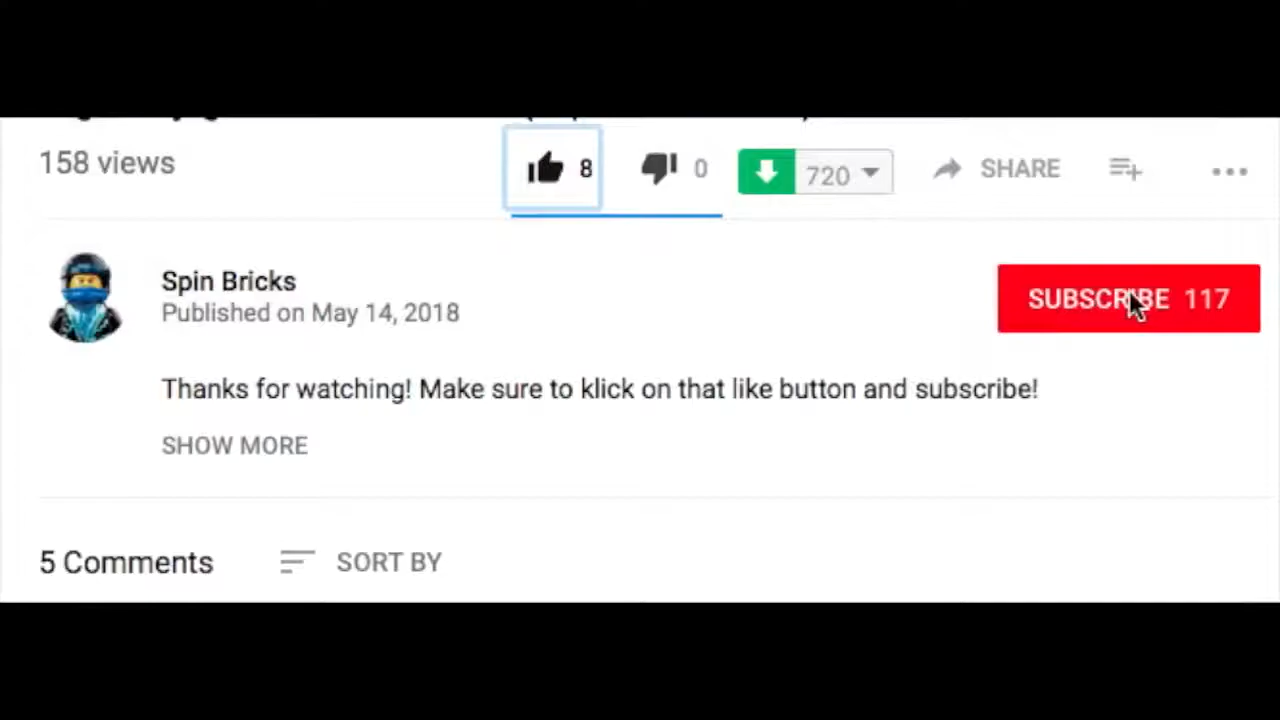 158 views
8
0
720
SHARE
Spin Bricks
Published on May 14, 2018
SUBSCRIBE 117
Thanks for watching! Make sure to klick on that like button and subscribe!
SHOW MORE
5 Comments
SORT BY